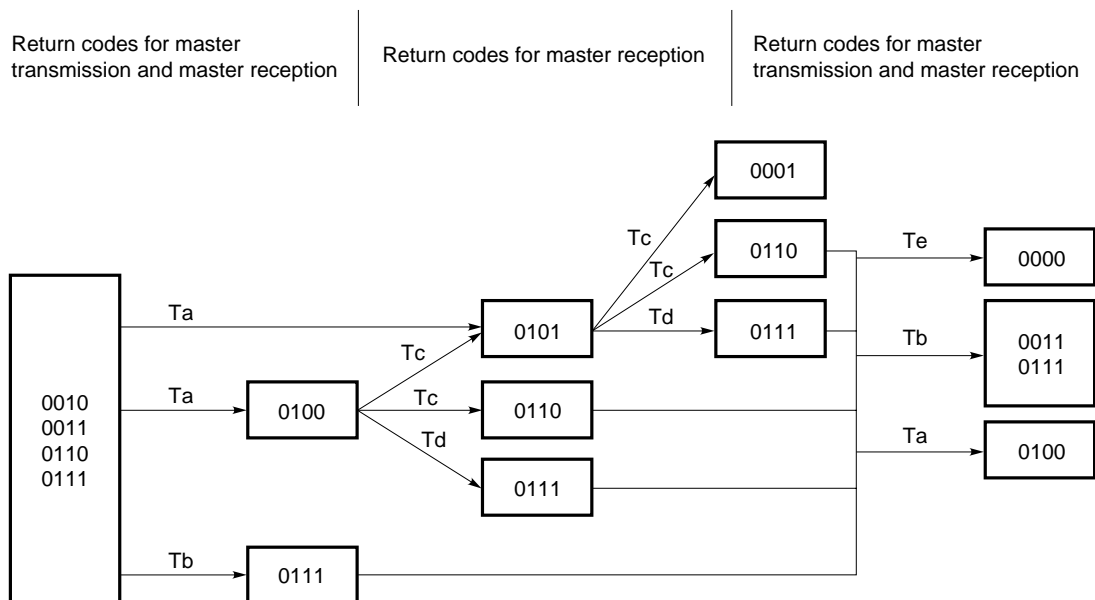 Return codes for master
transmission and master reception
Return codes for master reception
Return codes for master
transmission and master reception
0001
Tc
0110
Te
0000
Tc
Ta
0101
Td
0111
Tb
0011
0111
Tc
0010
0011
0110
0111
Ta
0100
Tc
0110
Td
Ta
0100
0111
Tb
0111